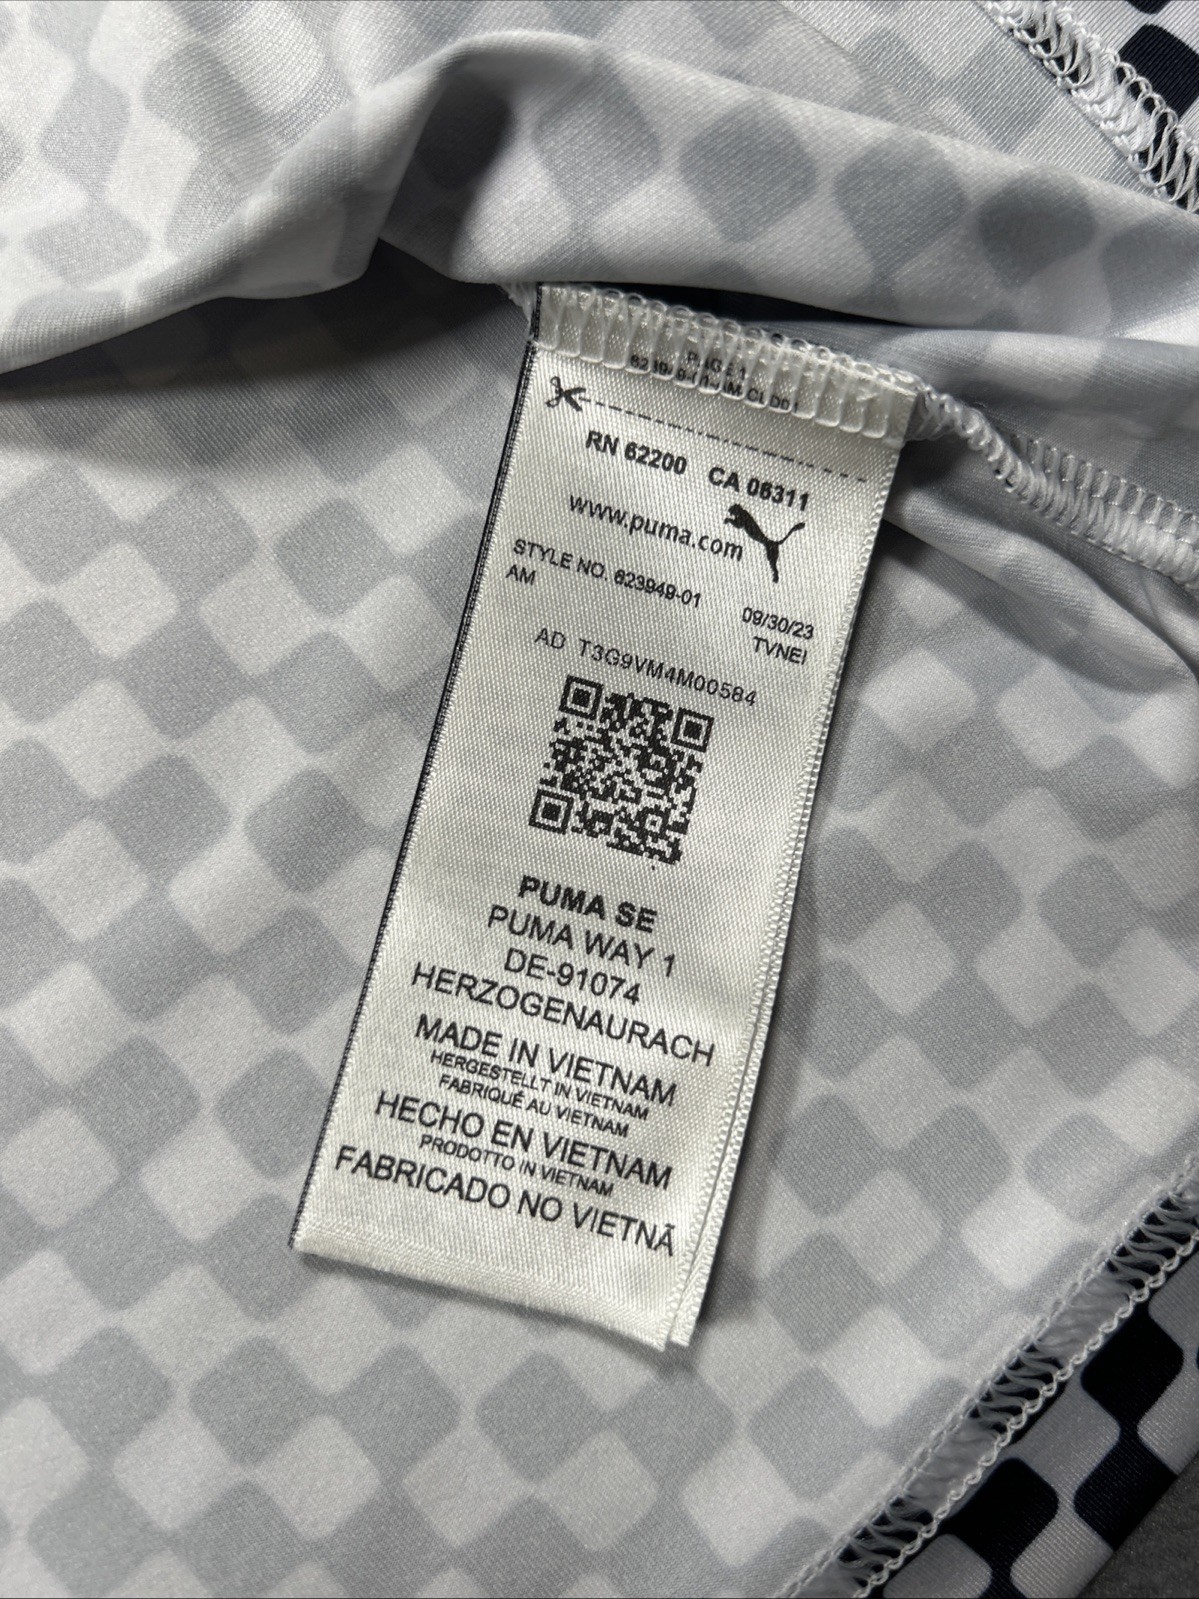 PAGE 1
RN 62200 CA 06311
www.puma.com
STYLE NO. 623949-01
AM
09/30/23
TVNEI
AD T3G9VM4M00584
PUMA SE
PUMA WAY 1
DE-91074
HERZOGENAURACH
MADE IN VIETNAM
HERGESTELLT IN VIETNAM
FABRIQUÉ AU VIETNAM
HECHO EN VIETNAM
PRODOTTO IN VIETNAM
FABRICADO NO VIETNÃ